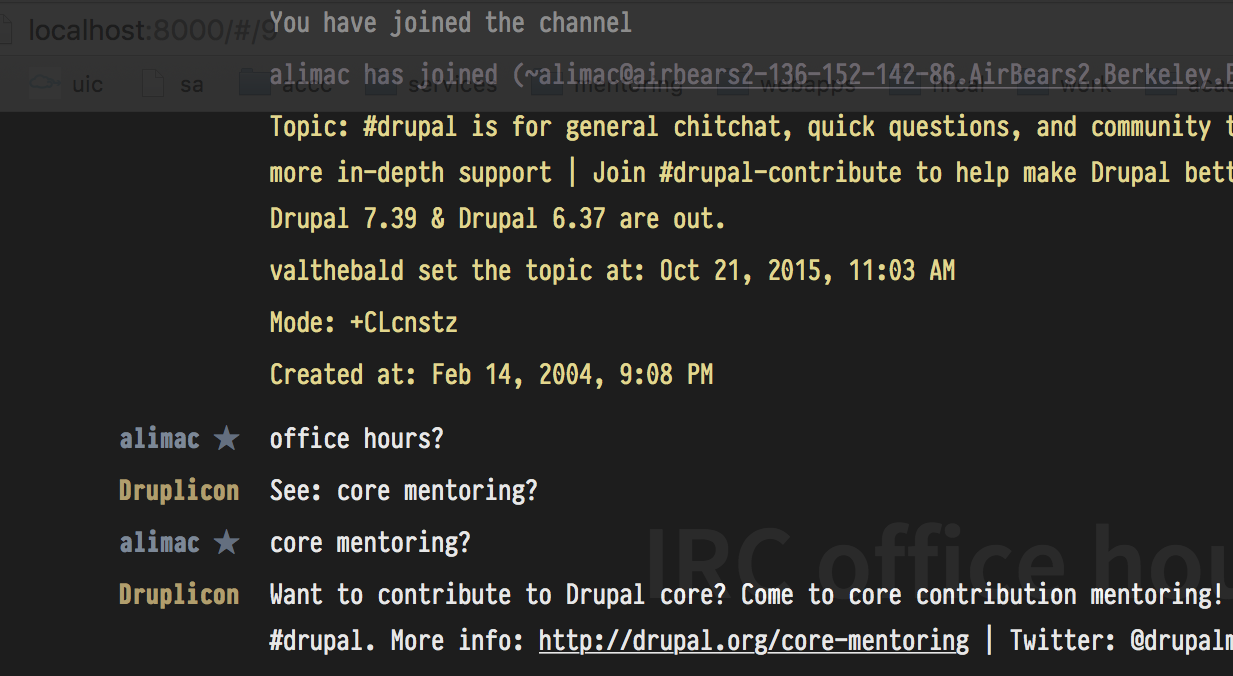 localhost:8000/#/9
You have joined the channel
uic sa accc services mentoring webapps nrcal work
alimac has joined (~alimac@airbears2-136-152-142-86.AirBears2.Berkeley.E
Topic: #drupal is for general chitchat, quick questions, and community t
more in-depth support | Join #drupal-contribute to help make Drupal bett
Drupal 7.39 & Drupal 6.37 are out.
valthebald set the topic at: Oct 21, 2015, 11:03 AM
Mode: +CLcnstz
Created at: Feb 14, 2004, 9:08 PM
alimac ★ office hours?
Druplicon See: core mentoring?
alimac ★ core mentoring?
IRC office hou
Druplicon Want to contribute to Drupal core? Come to core contribution mentoring!
#drupal. More info: http://drupal.org/core-mentoring | Twitter: @drupalm